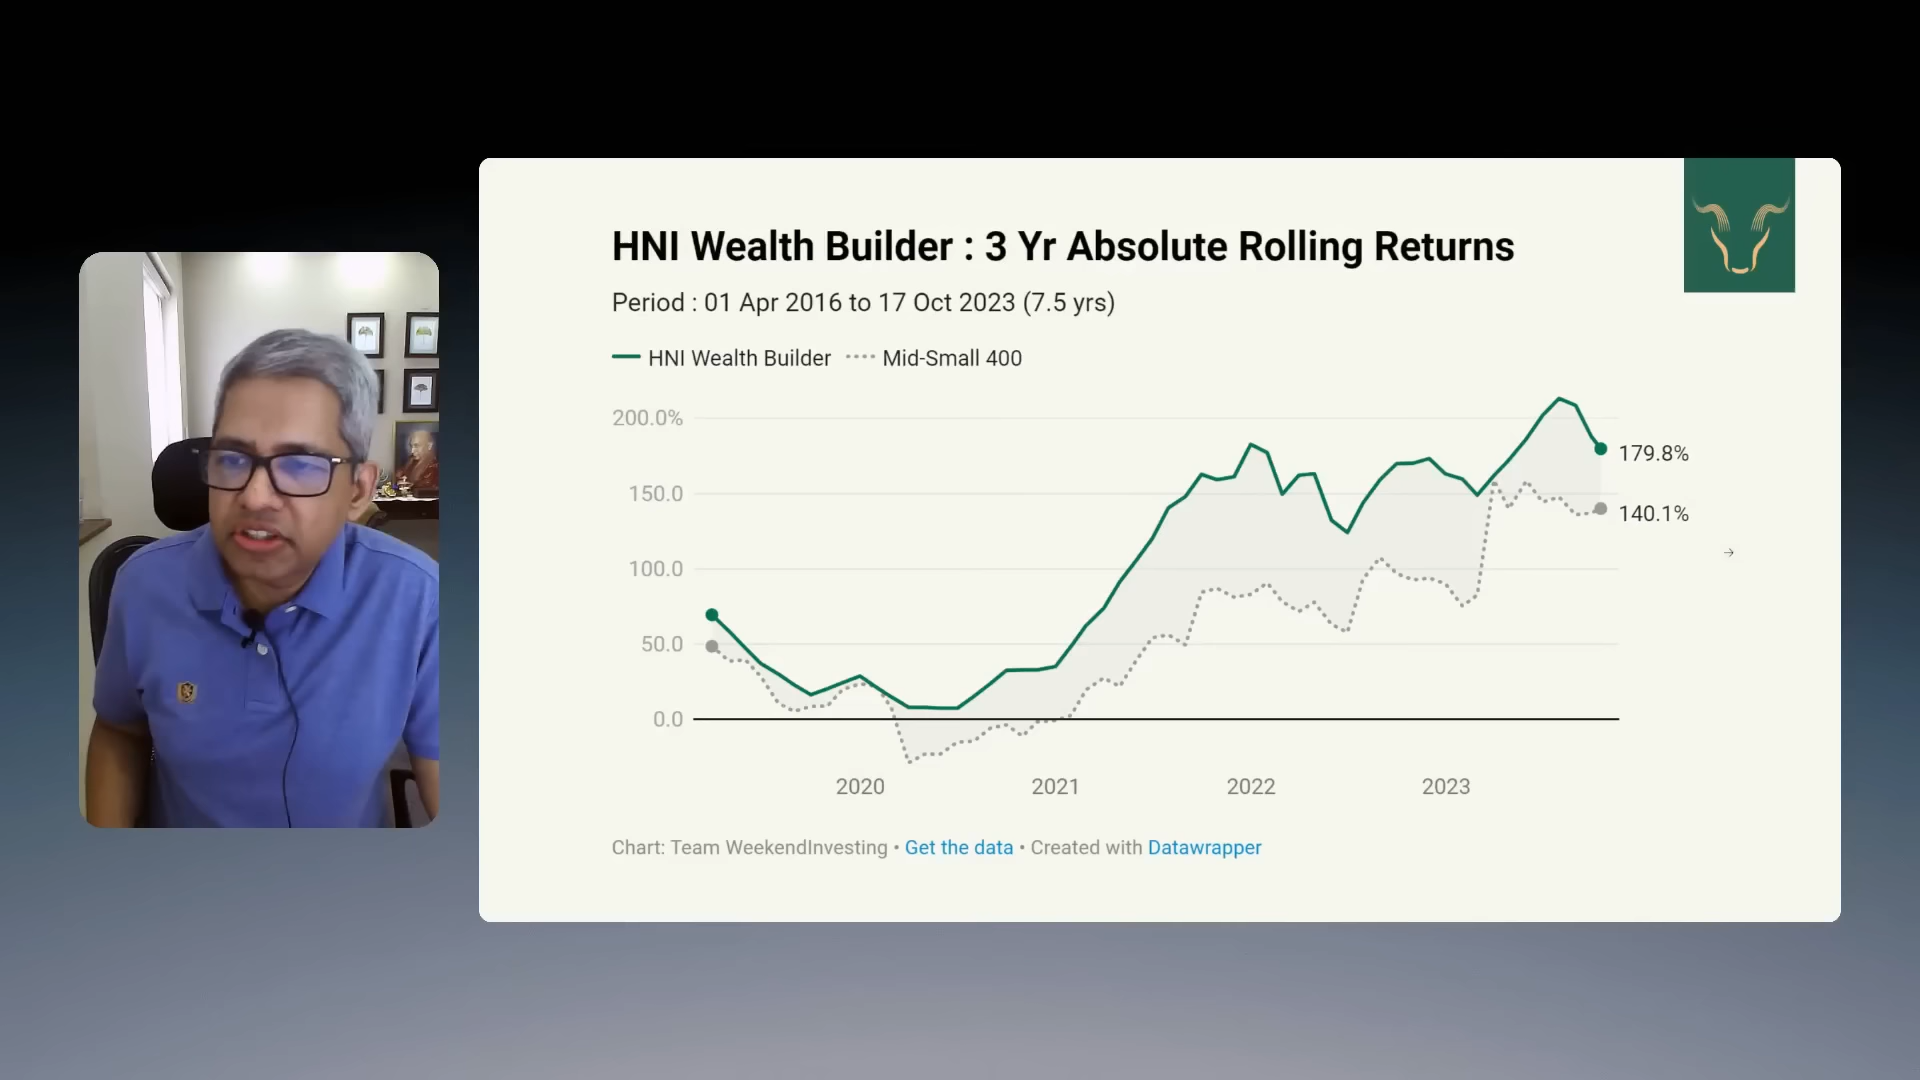 HNI Wealth Builder : 3 Yr Absolute Rolling Returns
Period : 01 Apr 2016 to 17 Oct 2023 (7.5 yrs)
HNI Wealth Builder Mid-Small 400
200.0%
179.8%
150.0
140.1%
100.0
50.0
0.0
2020 2021 2022 2023
Chart: Team WeekendInvesting • Get the data • Created with Datawrapper